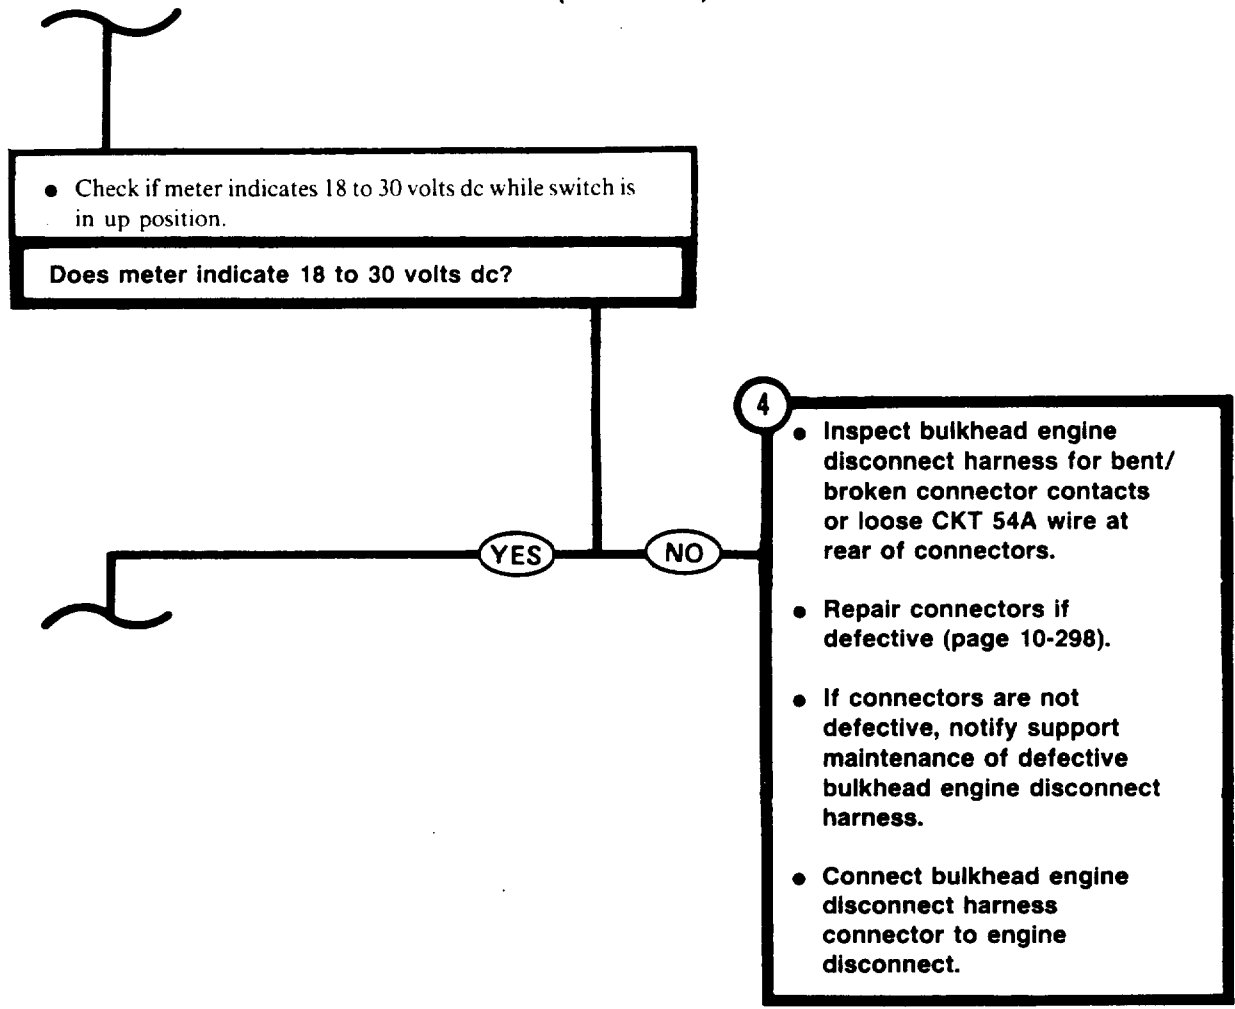 ● Check if meter indicates 18 to 30 volts dc while switch is
in up position.
Does meter indicate 18 to 30 volts dc?
YES
NO
4
● Inspect bulkhead engine
disconnect harness for bent/
broken connector contacts
or loose CKT 54A wire at
rear of connectors.
● Repair connectors if
defective (page 10-298).
● If connectors are not
defective, notify support
maintenance of defective
bulkhead engine disconnect
harness.
● Connect bulkhead engine
disconnect harness
connector to engine
disconnect.